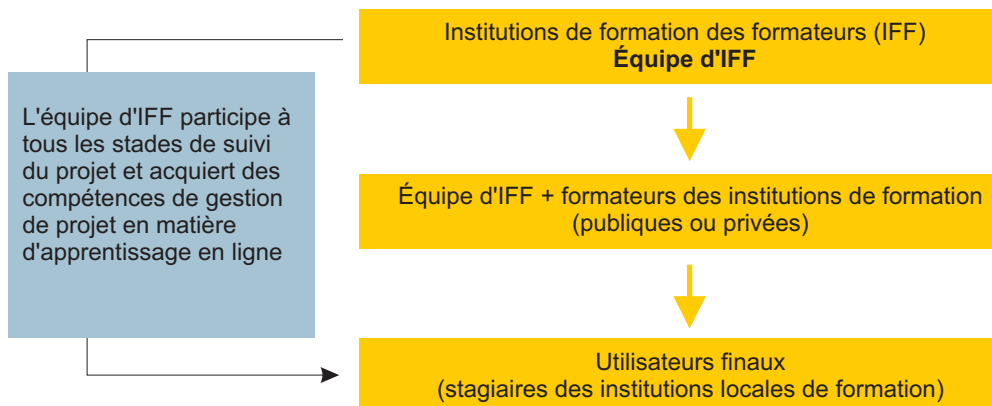 Institutions de formation des formateurs (IFF)
Équipe d'IFF
L'équipe d'IFF participe à
tous les stades de suivi
du projet et acquiert des
compétences de gestion
de projet en matière
d'apprentissage en ligne
Équipe d'IFF + formateurs des institutions de formation
(publiques ou privées)
Utilisateurs finaux
(stagiaires des institutions locales de formation)